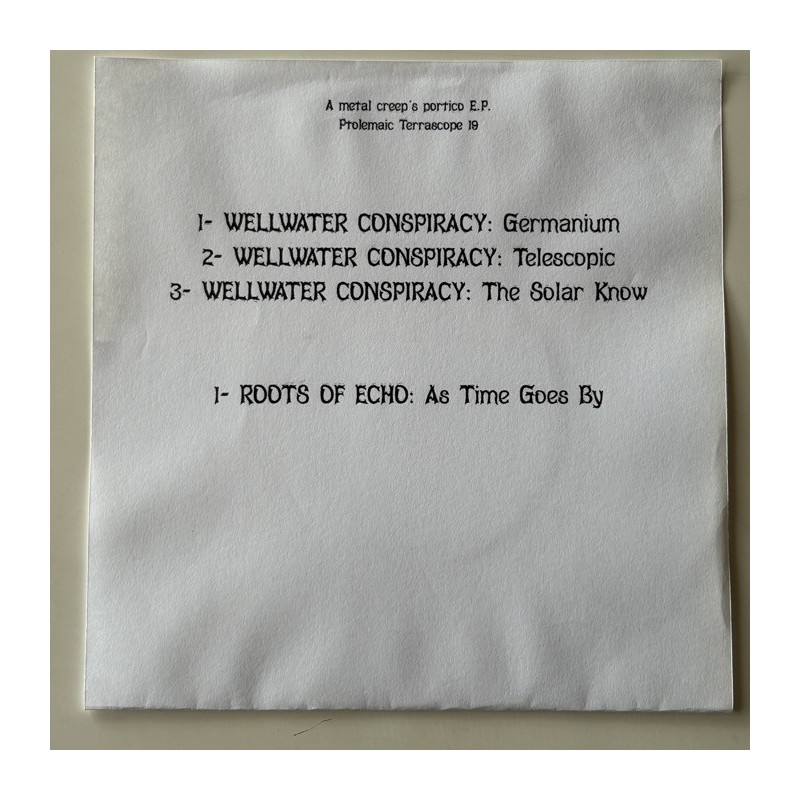 A metal creep's portico E.P.
Ptolemaic Terrascope 19
1- WELLWATER CONSPIRACY: Germanium
2- WELLWATER CONSPIRACY: Telescopic
3- WELLWATER CONSPIRACY: The Solar Know
1- ROOTS OF ECHO: As Time Goes By